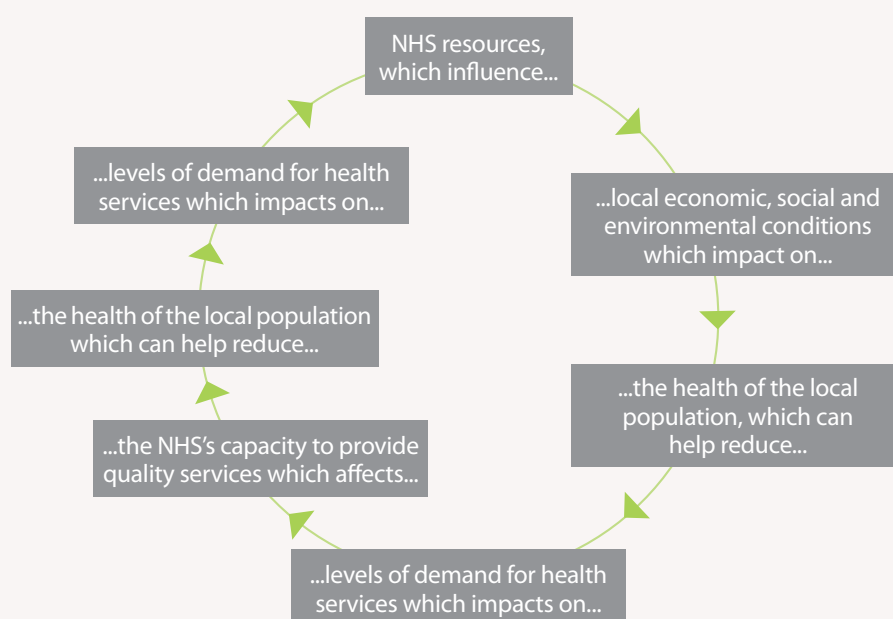 NHS resources,
which influence...
...local economic, social and
environmental conditions
which impact on...
...the health of the local
population, which can
help reduce...
...levels of demand for health
services which impacts on...
...the NHS’s capacity to provide
quality services which affects...
...the health of the local population
which can help reduce...
...levels of demand for health
services which impacts on...